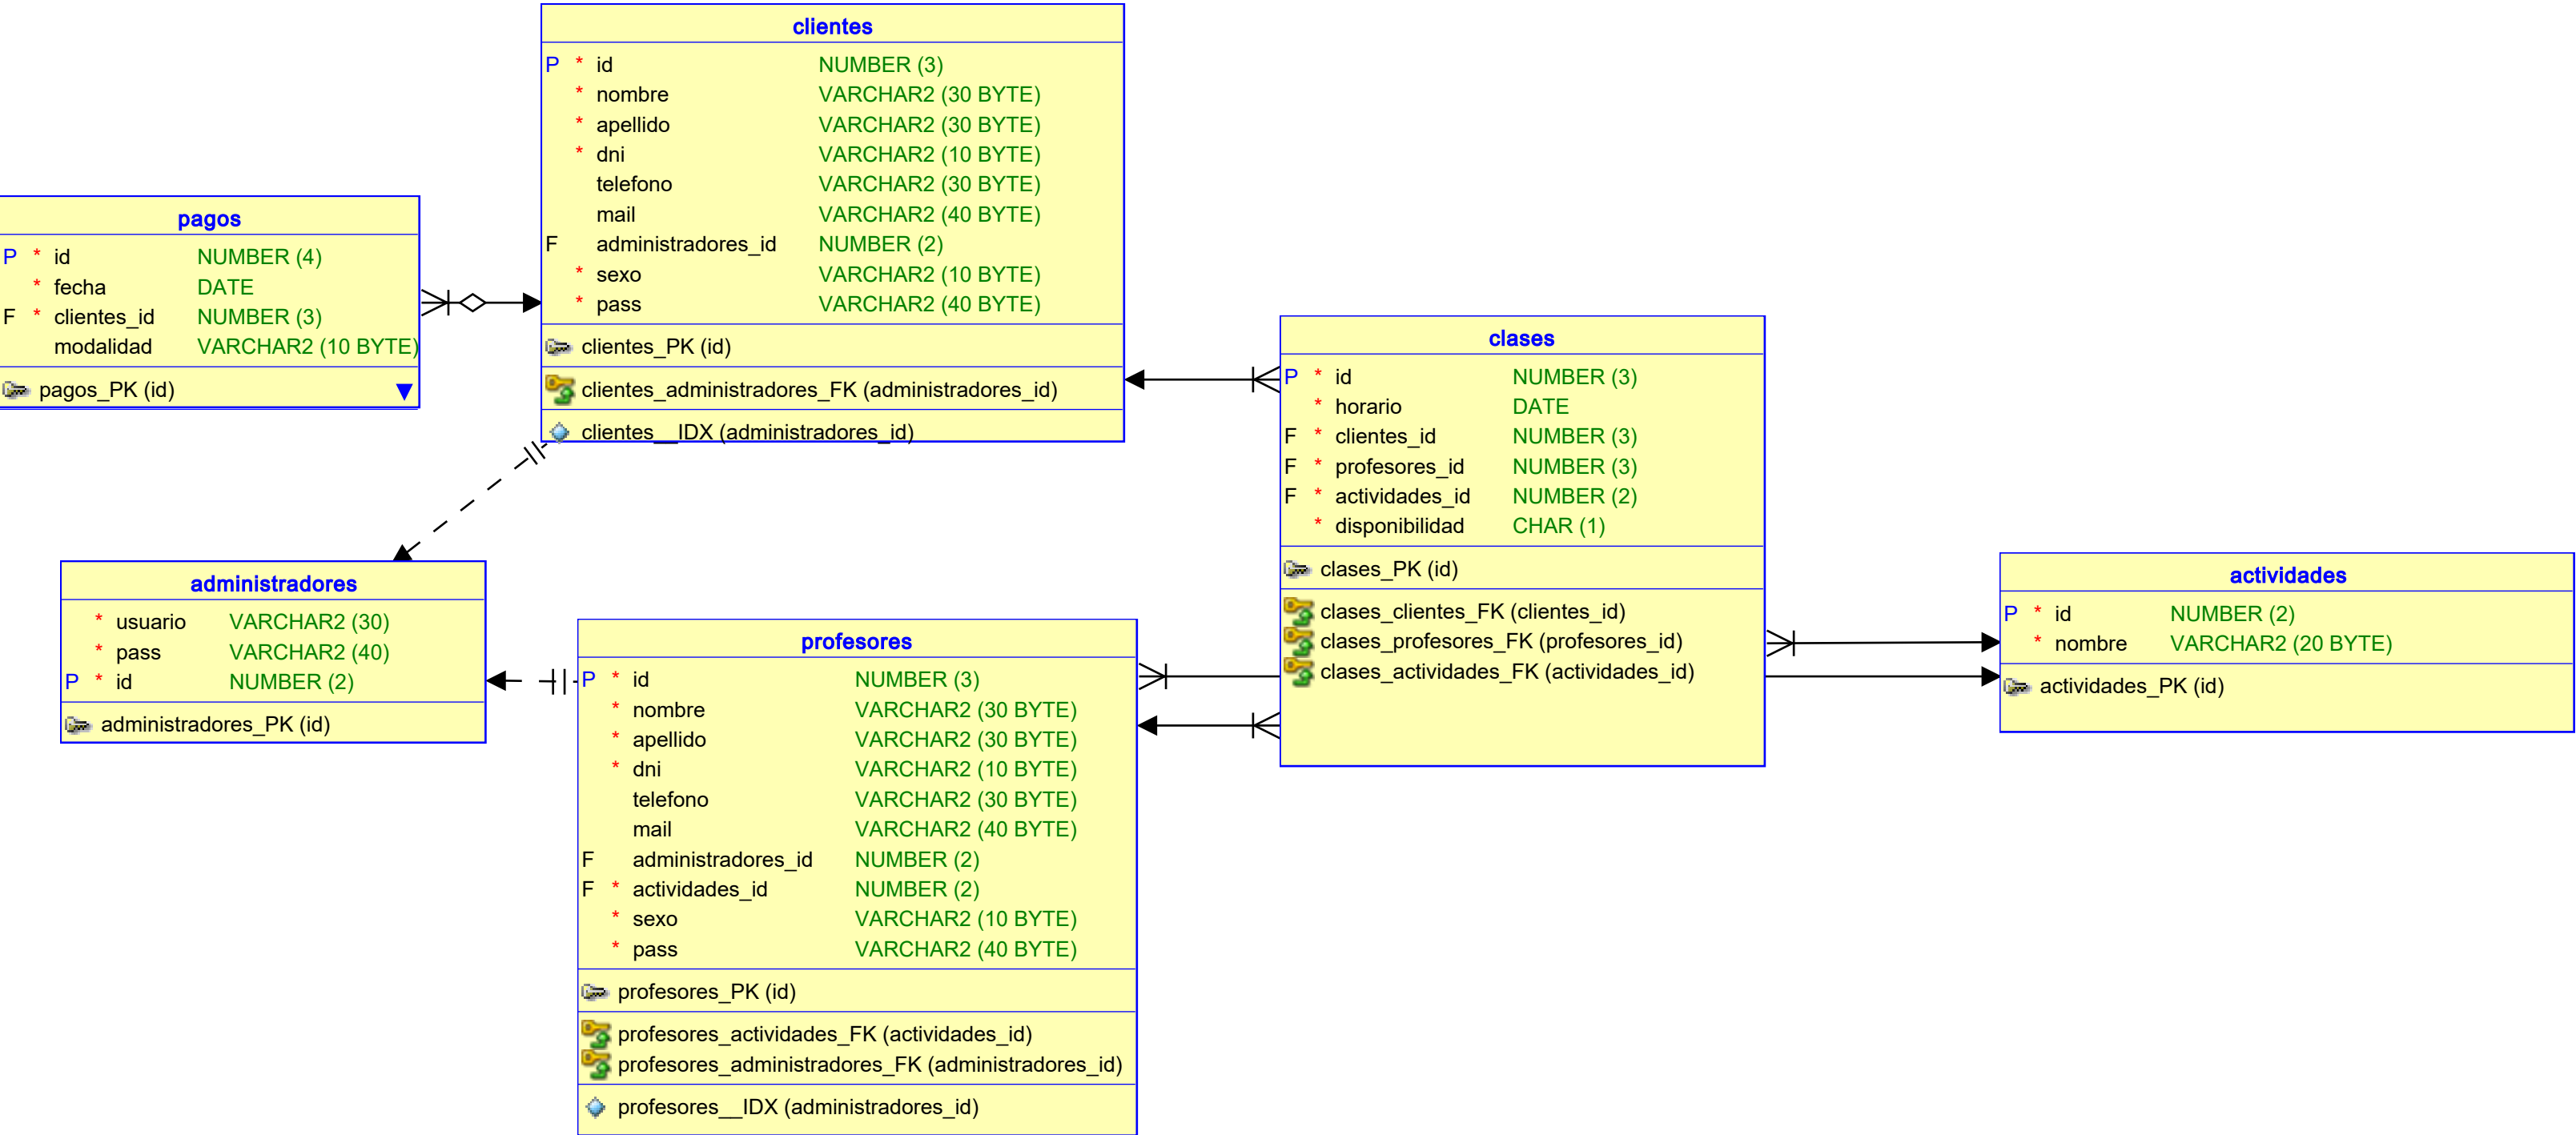 clientes
P * id NUMBER (3)
* nombre VARCHAR2 (30 BYTE)
* apellido VARCHAR2 (30 BYTE)
* dni VARCHAR2 (10 BYTE)
telefono VARCHAR2 (30 BYTE)
mail VARCHAR2 (40 BYTE)
F administradores_id NUMBER (2)
* sexo VARCHAR2 (10 BYTE)
* pass VARCHAR2 (40 BYTE)
clientes_PK (id)
clientes_administradores_FK (administradores_id)
clientes__IDX (administradores_id)
pagos
P * id NUMBER (4)
* fecha DATE
F * clientes_id NUMBER (3)
modalidad VARCHAR2 (10 BYTE)
pagos_PK (id)
clases
P * id NUMBER (3)
* horario DATE
F * clientes_id NUMBER (3)
F * profesores_id NUMBER (3)
F * actividades_id NUMBER (2)
* disponibilidad CHAR (1)
clases_PK (id)
clases_clientes_FK (clientes_id)
clases_profesores_FK (profesores_id)
clases_actividades_FK (actividades_id)
administradores
* usuario VARCHAR2 (30)
* pass VARCHAR2 (40)
P * id NUMBER (2)
administradores_PK (id)
profesores
P * id NUMBER (3)
* nombre VARCHAR2 (30 BYTE)
* apellido VARCHAR2 (30 BYTE)
* dni VARCHAR2 (10 BYTE)
telefono VARCHAR2 (30 BYTE)
mail VARCHAR2 (40 BYTE)
F administradores_id NUMBER (2)
F * actividades_id NUMBER (2)
* sexo VARCHAR2 (10 BYTE)
* pass VARCHAR2 (40 BYTE)
profesores_PK (id)
profesores_actividades_FK (actividades_id)
profesores_administradores_FK (administradores_id)
profesores__IDX (administradores_id)
actividades
P * id NUMBER (2)
* nombre VARCHAR2 (20 BYTE)
actividades_PK (id)